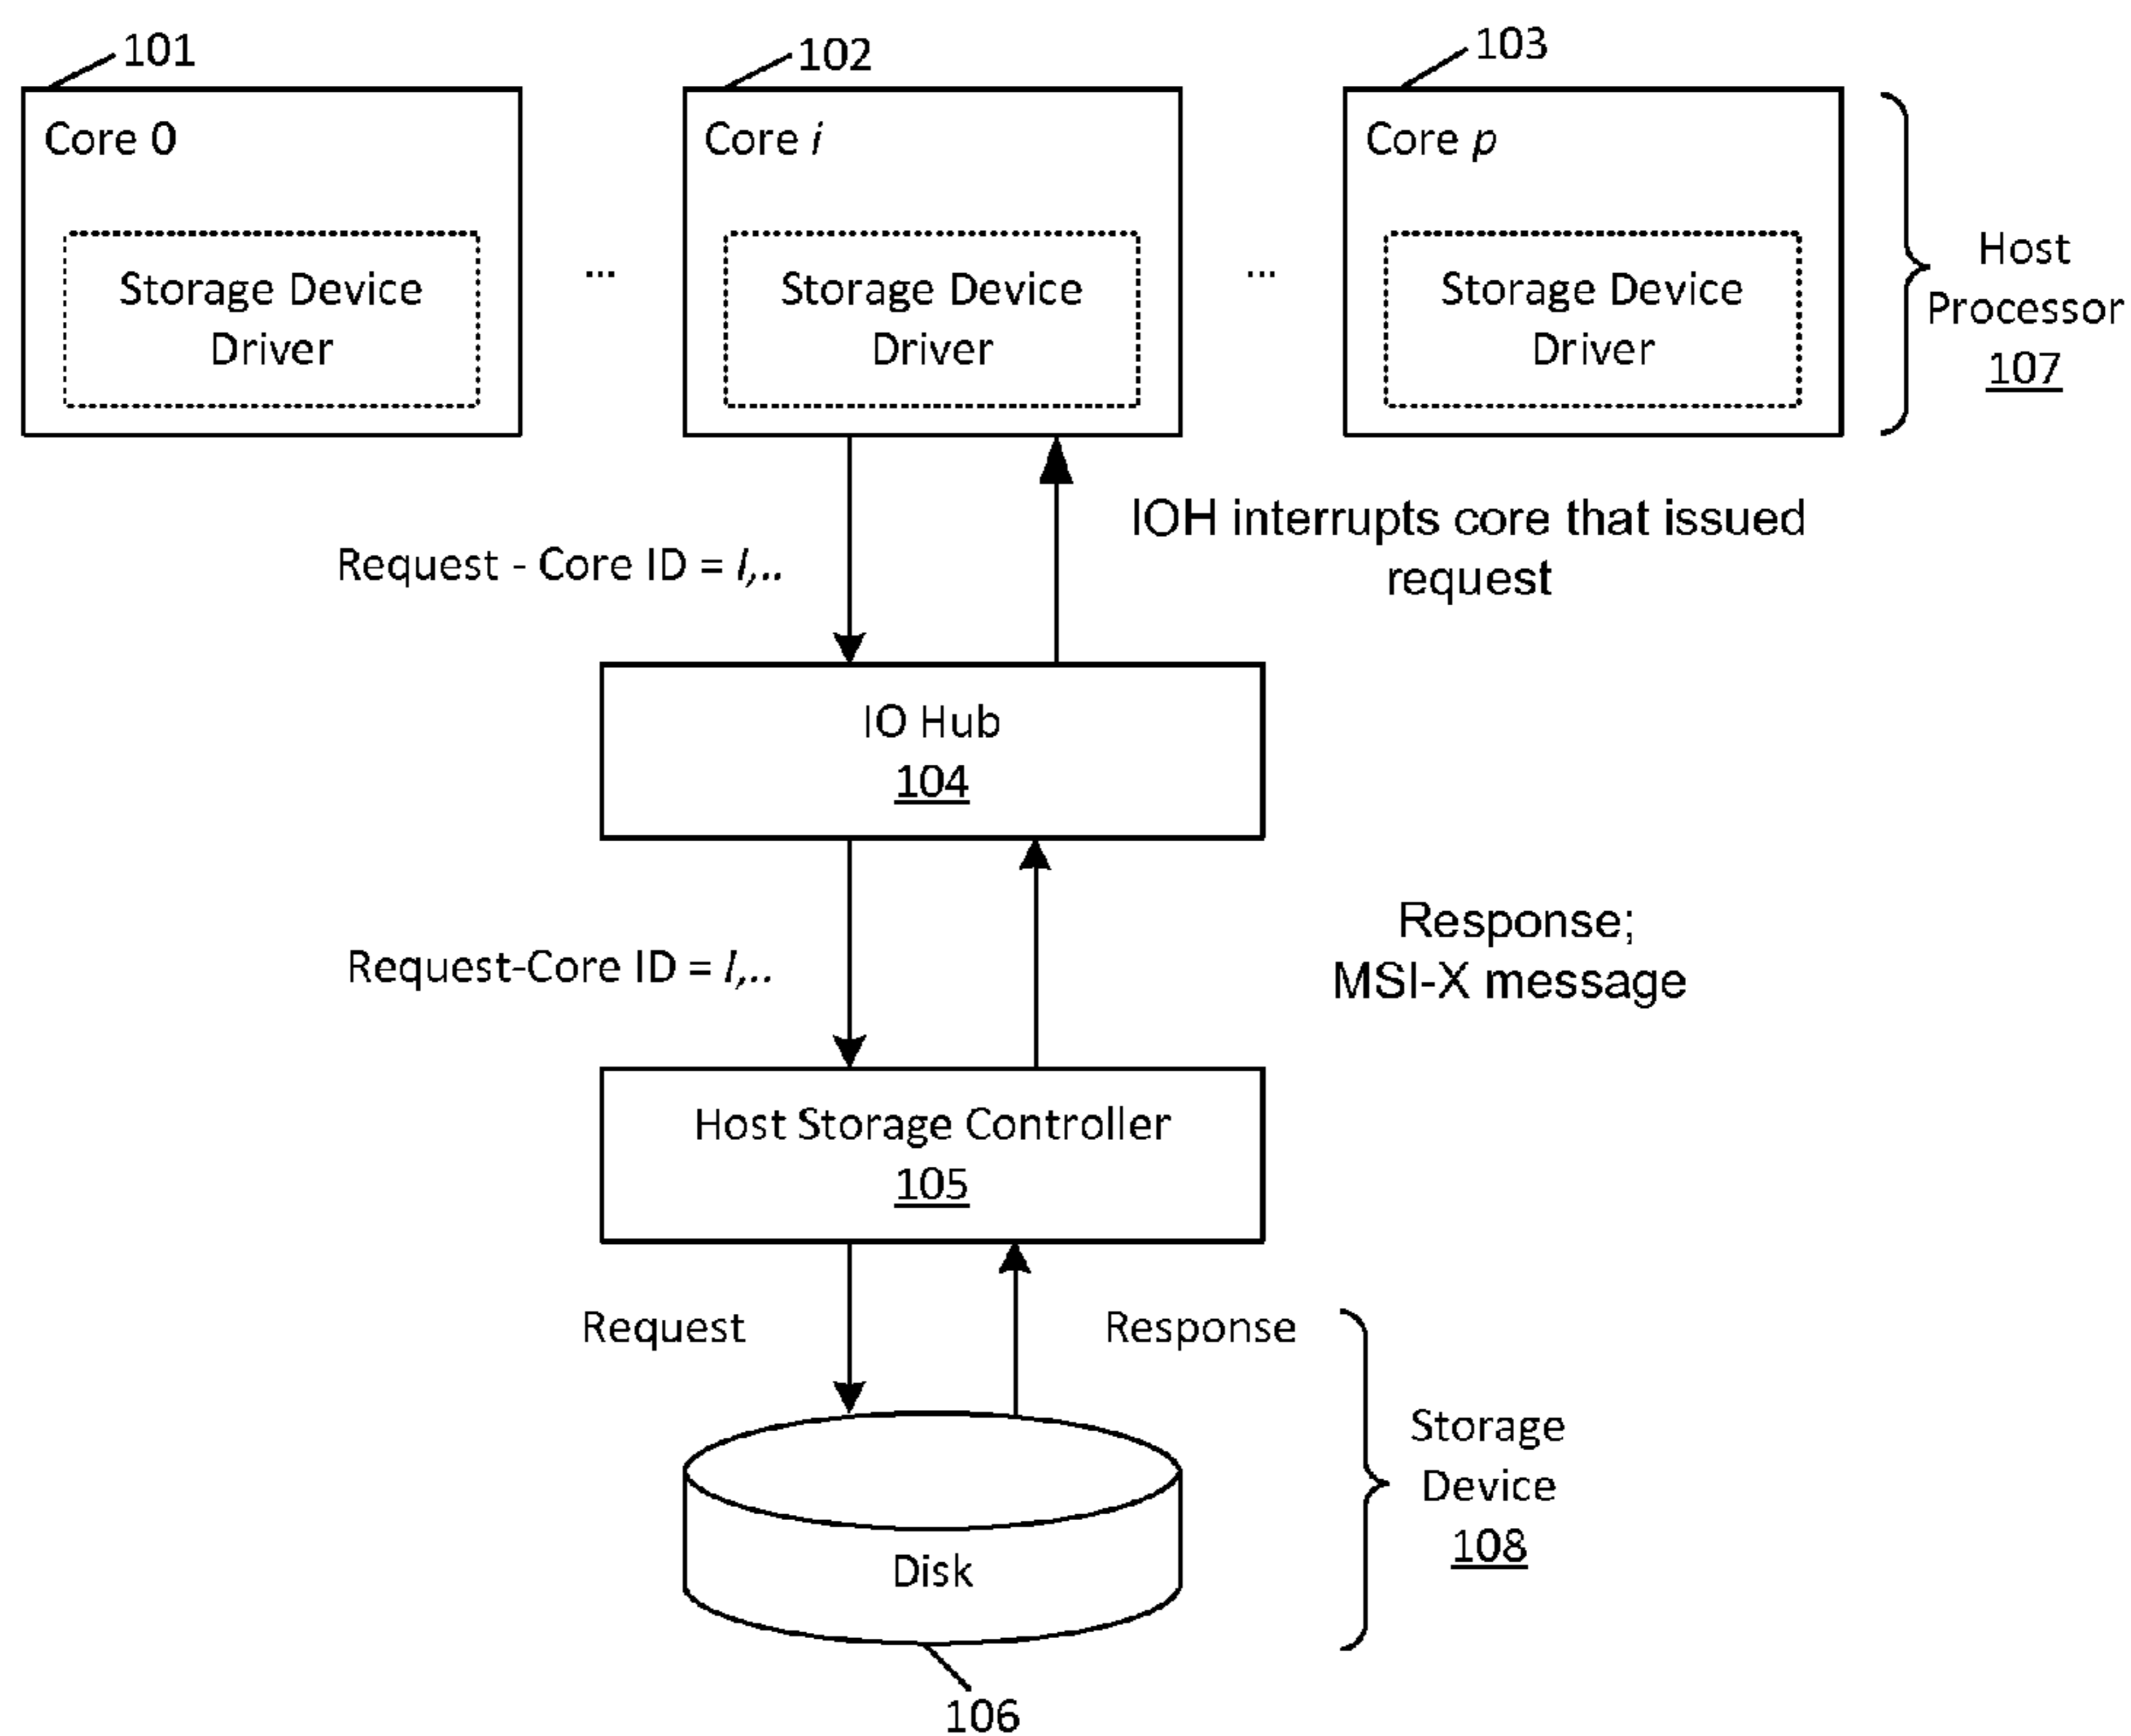 101
102
103
Core 0
Core i
Core p
Storage Device
Driver
...
Storage Device
Driver
...
Storage Device
Driver
Host
Processor
107
Request - Core ID = I,..
IOH interrupts core that issued
request
IO Hub
104
Request-Core ID = I,..
Response;
MSI-X message
Host Storage Controller
105
Request
Response
Storage
Device
108
Disk
106